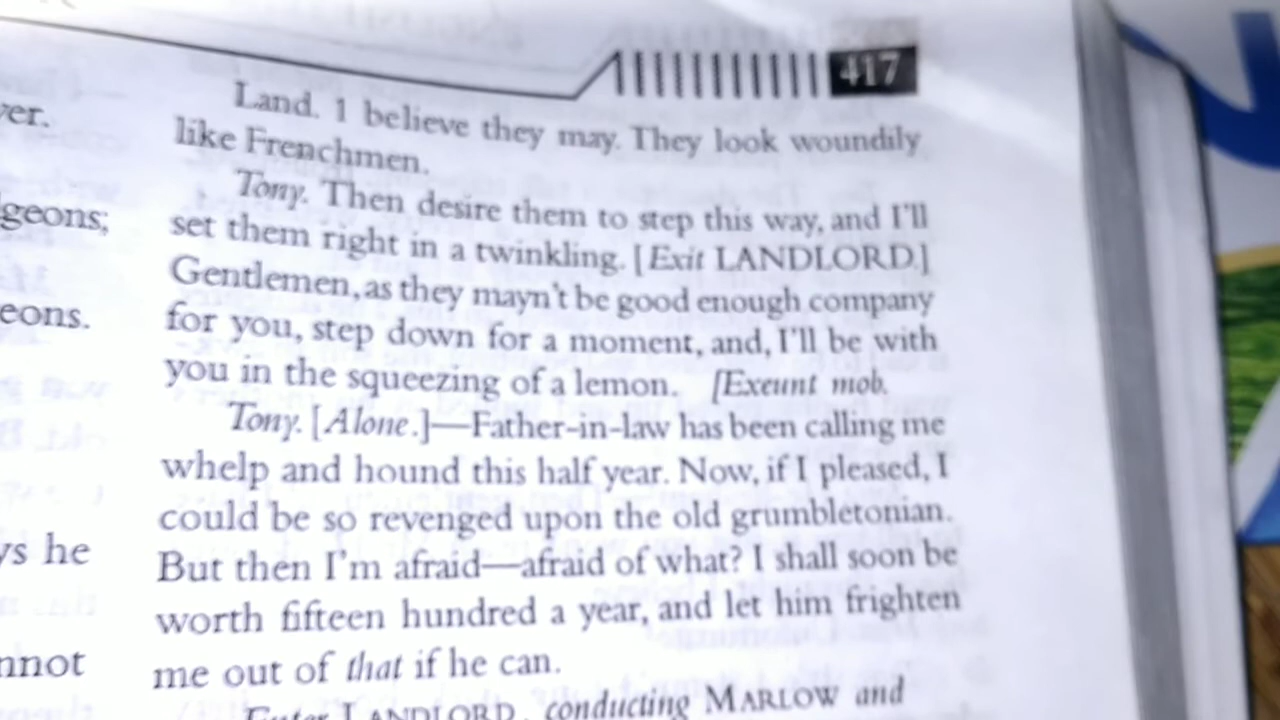 417
ver.
geons;
eons.
ys he
nnot
Land. 1 believe they may. They look woundily
like Frenchmen.
Tony. Then desire them to step this way, and I'll
set them right in a twinkling. [Exit LANDLORD.]
Gentlemen, as they mayn't be good enough company
for you, step down for a moment, and, I'll be with
you in the squeezing of a lemon. [Exeunt mob.
Tony. [Alone.]—Father-in-law has been calling me
whelp and hound this half year. Now, if I pleased, I
could be so revenged upon the old grumbletonian.
But then I'm afraid—afraid of what? I shall soon be
worth fifteen hundred a year, and let him frighten
me out of that if he can.
Enter LANDLORD, conducting MARLOW and